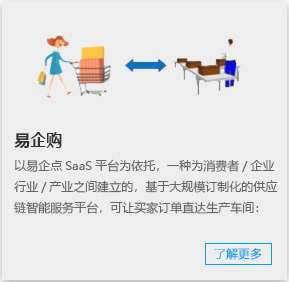 易企购
以易企点 SaaS 平台为依托，一种为消费者 / 企业
行业 / 产业之间建立的，基于大规模订制化的供应
链智能服务平台，可让买家订单直达生产车间：
了解更多